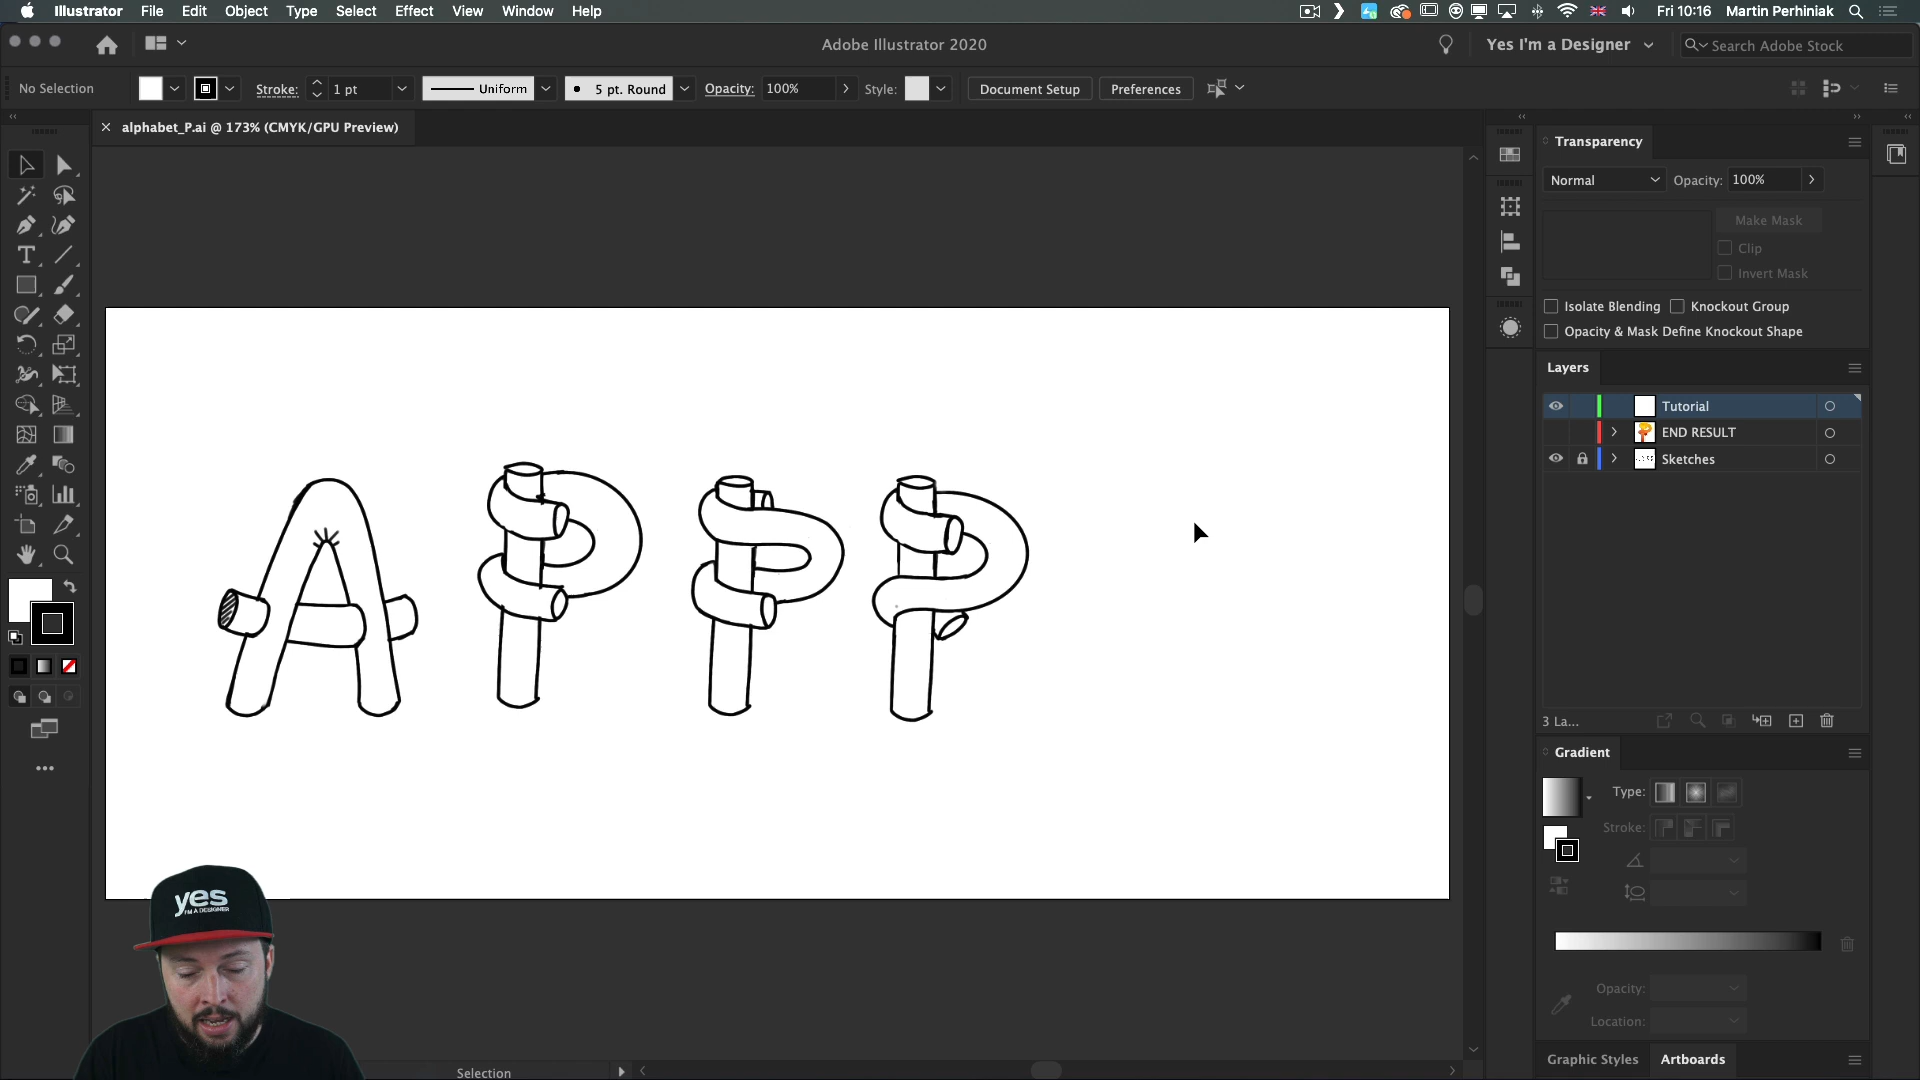 Illustrator File Edit Object Type Select Effect View Window Help
Fri 10:16 Martin Perhiniak
Adobe Illustrator 2020
Yes I'm a Designer
Search Adobe Stock
No Selection
Stroke: 1 pt
Uniform
5 pt. Round
Opacity: 100%
Style:
Document Setup
Preferences
alphabet_P.ai @ 173% (CMYK/GPU Preview)
Transparency
Normal
Opacity: 100%
Make Mask
Clip
Invert Mask
Isolate Blending
Knockout Group
Opacity & Mask Define Knockout Shape
Layers
Tutorial
END RESULT
Sketches
3 La...
Gradient
Type:
Stroke:
Opacity:
Location:
Graphic Styles
Artboards
A P P P
yes
I'M A DESIGNER
Selection